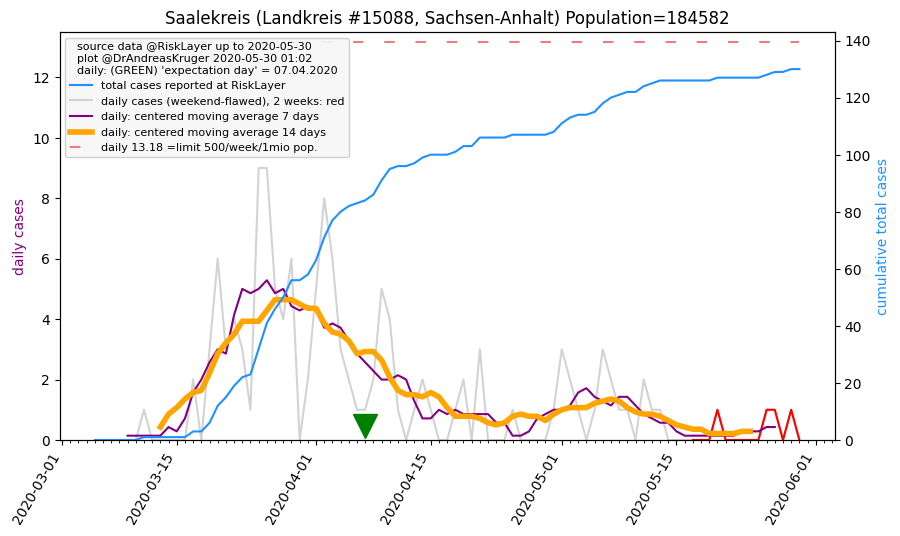 Saalekreis (Landkreis #15088, Sachsen-Anhalt) Population=184582
source data @RiskLayer up to 2020-05-30
plot @DrAndreasKruger 2020-05-30 01:02
daily: (GREEN) 'expectation day' = 07.04.2020
total cases reported at RiskLayer
daily cases (weekend-flawed), 2 weeks: red
daily: centered moving average 7 days
daily: centered moving average 14 days
daily 13.18 =limit 500/week/1mio pop.
daily cases
12
10
8
6
4
2
0
140
120
100
80
60
40
20
0
cumulative total cases
2020-03-01
2020-03-15
2020-04-01
2020-04-15
2020-05-01
2020-05-15
2020-06-01